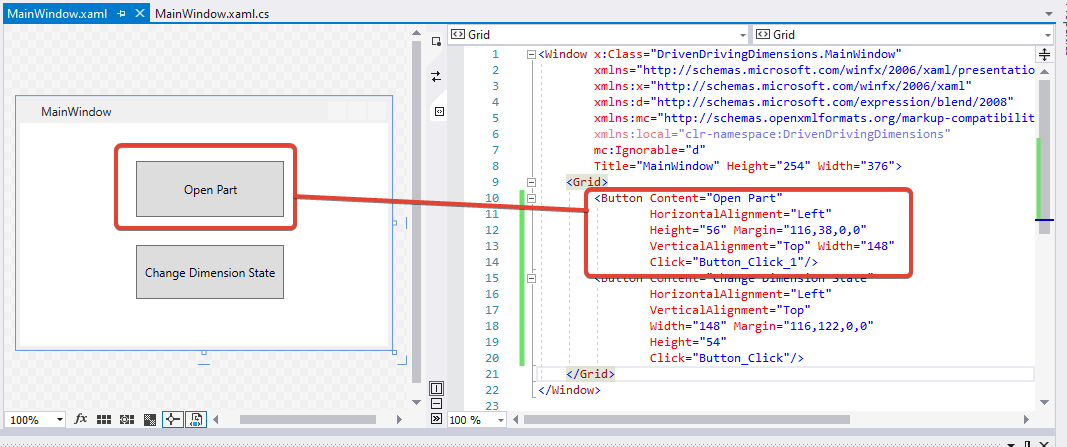 MainWindow.xaml
MainWindow.xaml.cs
MainWindow
Open Part
Change Dimension State
100%
fx
Grid
Grid
1 <Window x:Class="DrivenDrivingDimensions.MainWindow"
2 xmlns="http://schemas.microsoft.com/winfx/2006/xaml/presentatio
3 xmlns:x="http://schemas.microsoft.com/winfx/2006/xaml"
4 xmlns:d="http://schemas.microsoft.com/expression/blend/2008"
5 xmlns:mc="http://schemas.openxmlformats.org/markup-compatibilit
6 xmlns:local="clr-namespace:DrivenDrivingDimensions"
7 mc:Ignorable="d"
8 Title="MainWindow" Height="254" Width="376">
9 <Grid>
10 <Button Content="Open Part"
11 HorizontalAlignment="Left"
12 Height="56" Margin="116,38,0,0"
13 VerticalAlignment="Top" Width="148"
14 Click="Button_Click_1"/>
15 <Button Content="Change Dimension State"
16 HorizontalAlignment="Left"
17 VerticalAlignment="Top"
18 Width="148" Margin="116,122,0,0"
19 Height="54"
20 Click="Button_Click"/>
21 </Grid>
22 </Window>
23
100 %